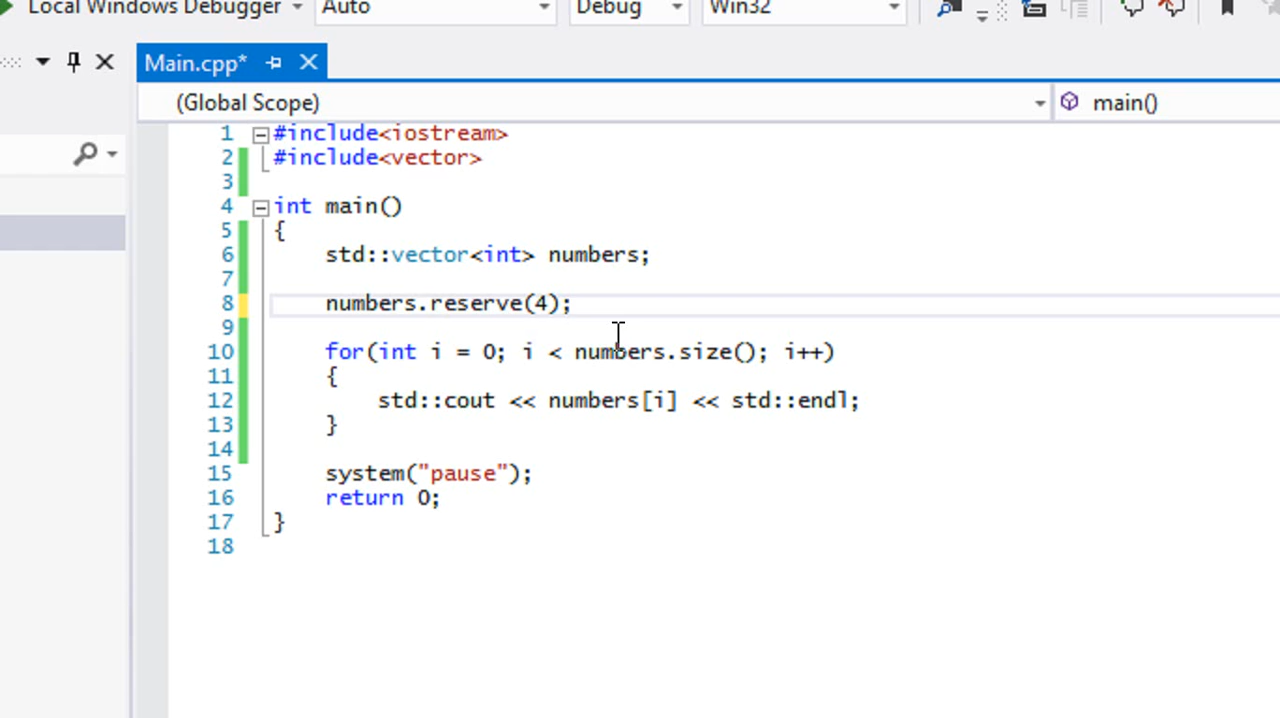 Local Windows Debugger Auto Debug Win32
Main.cpp*
(Global Scope) main()
1 #include<iostream>
2 #include<vector>
3
4 int main()
5 {
6 std::vector<int> numbers;
7
8 numbers.reserve(4);
9
10 for(int i = 0; i < numbers.size(); i++)
11 {
12 std::cout << numbers[i] << std::endl;
13 }
14
15 system("pause");
16 return 0;
17 }
18